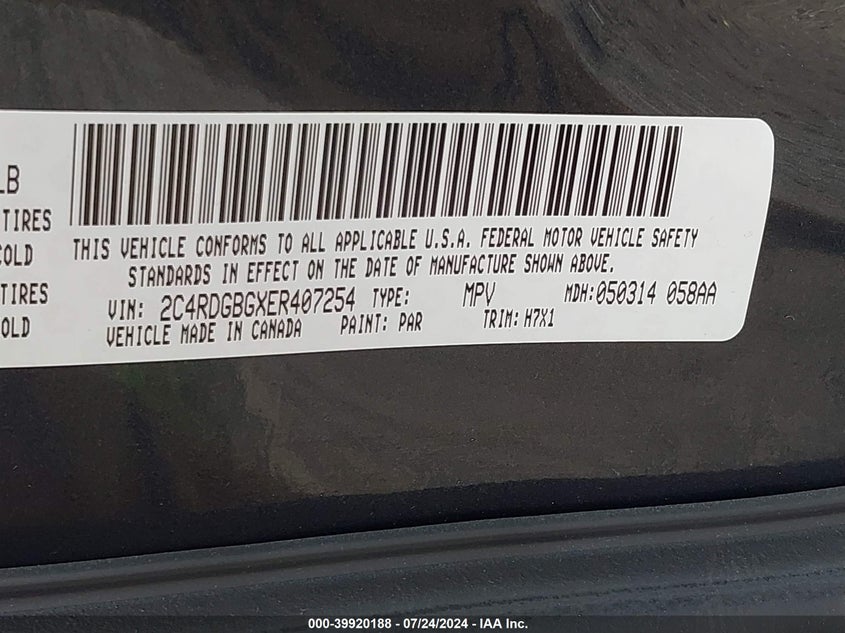 LB
TIRES
COLD
TIRES
OLD
THIS VEHICLE CONFORMS TO ALL APPLICABLE U.S.A. FEDERAL MOTOR VEHICLE SAFETY
STANDARDS IN EFFECT ON THE DATE OF MANUFACTURE SHOWN ABOVE.
VIN: 2C4RDGBGXER407254 TYPE: MPV MDH:050314 058AA
VEHICLE MADE IN CANADA PAINT: PAR TRIM: H7X1
000-39920188 - 07/24/2024 - IAA Inc.